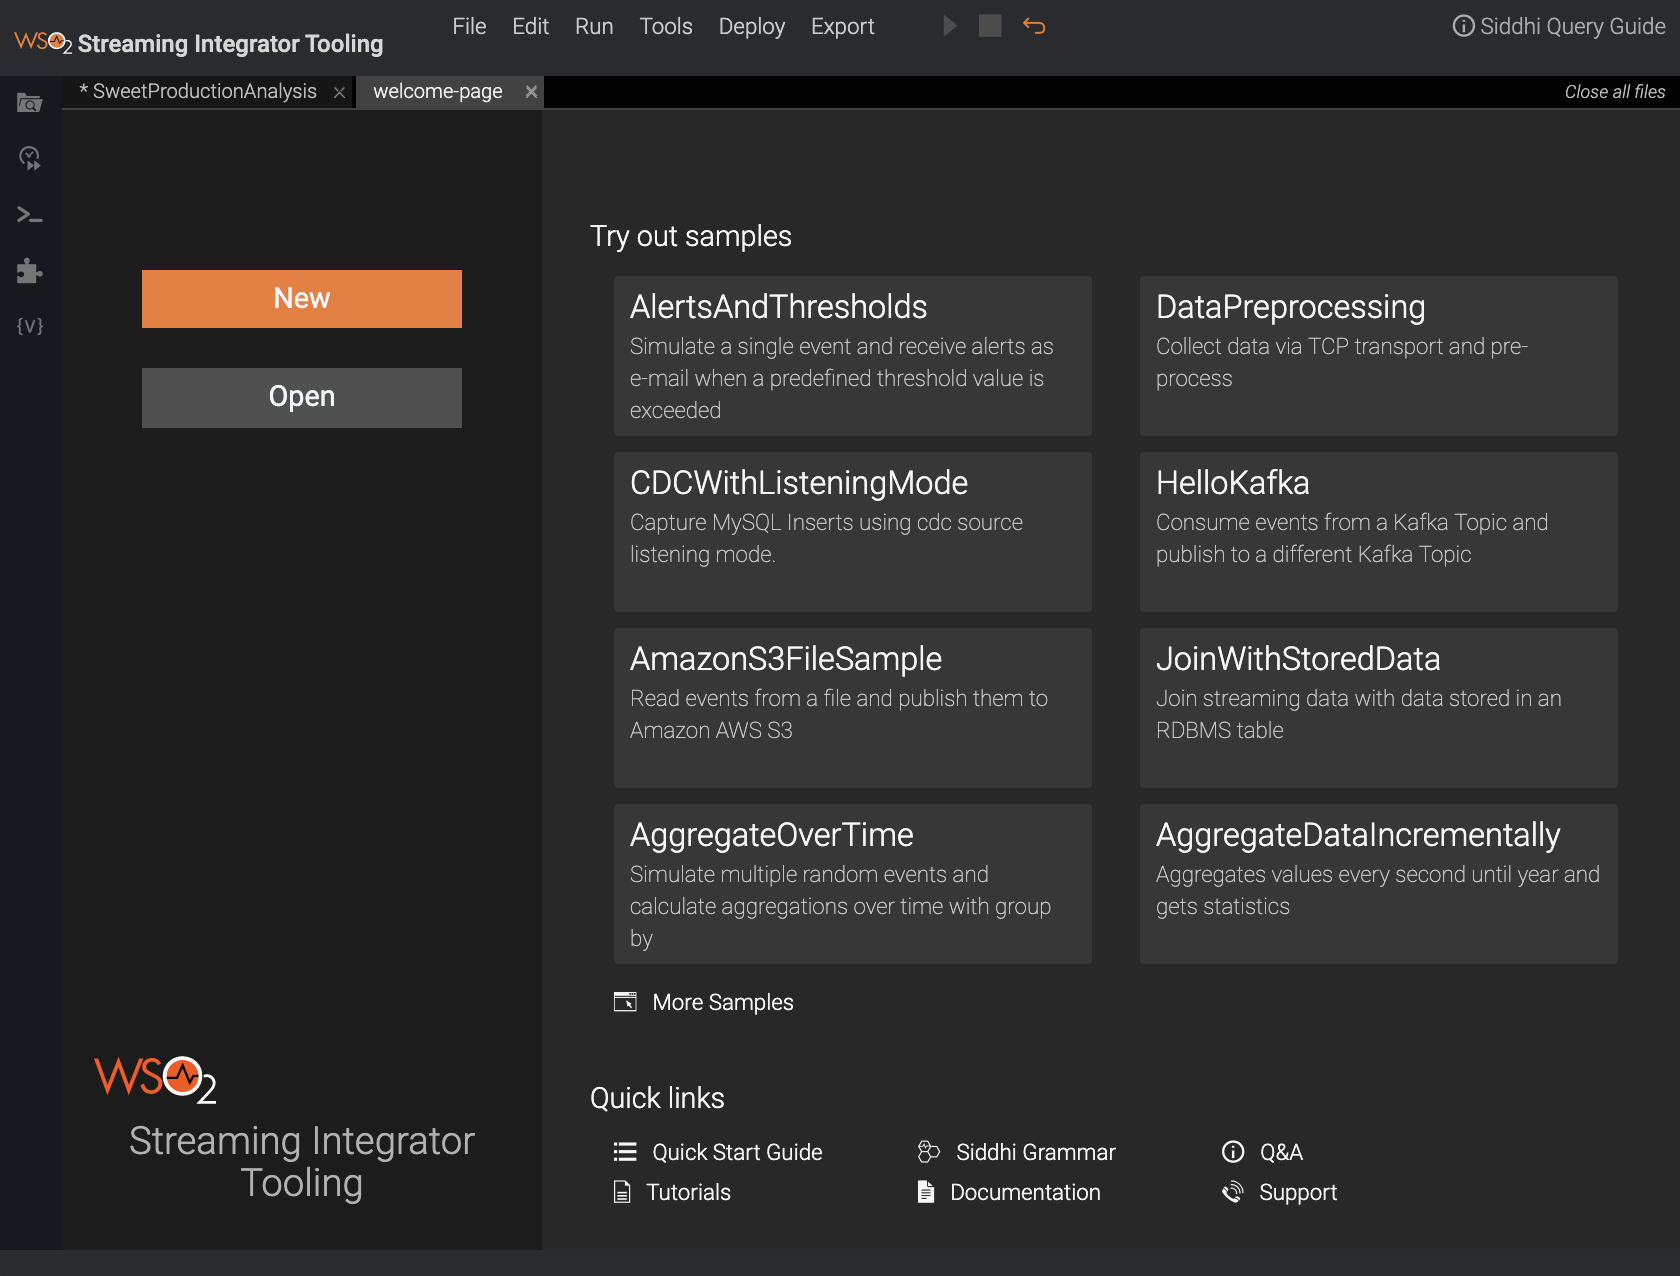 WSO2 Streaming Integrator Tooling
File Edit Run Tools Deploy Export
Siddhi Query Guide
* SweetProductionAnalysis × welcome-page ×
Close all files
{V}
New
Open
Try out samples
AlertsAndThresholds
Simulate a single event and receive alerts as
e-mail when a predefined threshold value is
exceeded
DataPreprocessing
Collect data via TCP transport and pre-
process
CDCWithListeningMode
Capture MySQL Inserts using cdc source
listening mode.
HelloKafka
Consume events from a Kafka Topic and
publish to a different Kafka Topic
AmazonS3FileSample
Read events from a file and publish them to
Amazon AWS S3
JoinWithStoredData
Join streaming data with data stored in an
RDBMS table
AggregateOverTime
Simulate multiple random events and
calculate aggregations over time with group
by
AggregateDataIncrementally
Aggregates values every second until year and
gets statistics
More Samples
WSO2
Streaming Integrator
Tooling
Quick links
Quick Start Guide
Siddhi Grammar
Q&A
Tutorials
Documentation
Support